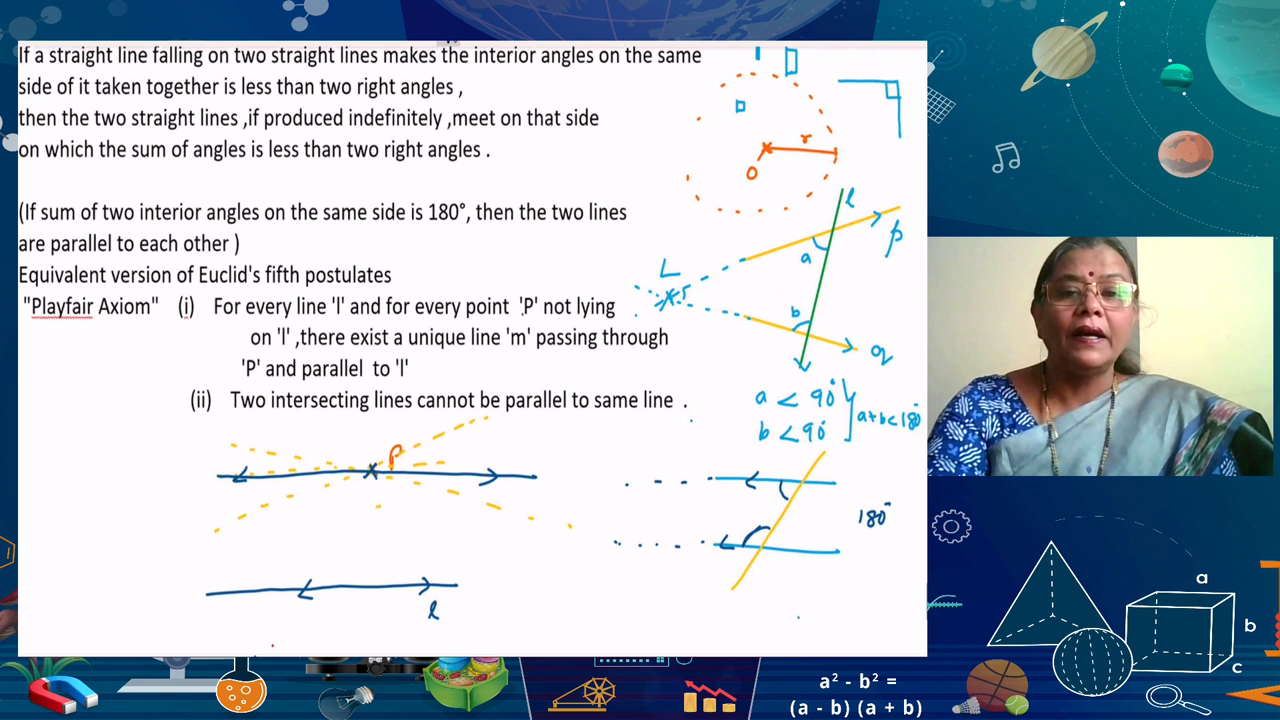 If a straight line falling on two straight lines makes the interior angles on the same
side of it taken together is less than two right angles ,
then the two straight lines ,if produced indefinitely ,meet on that side
on which the sum of angles is less than two right angles .
(If sum of two interior angles on the same side is 180°, then the two lines
are parallel to each other )
Equivalent version of Euclid's fifth postulates
"Playfair Axiom" (i) For every line 'l' and for every point 'P' not lying
on 'l' ,there exist a unique line 'm' passing through
'P' and parallel to 'l'
(ii) Two intersecting lines cannot be parallel to same line .
P
l
r
O
l
p
a
L
b
q
a < 90°
b < 90°
a+b<180°
180°
a
b
c
a² - b² =
(a - b) (a + b)